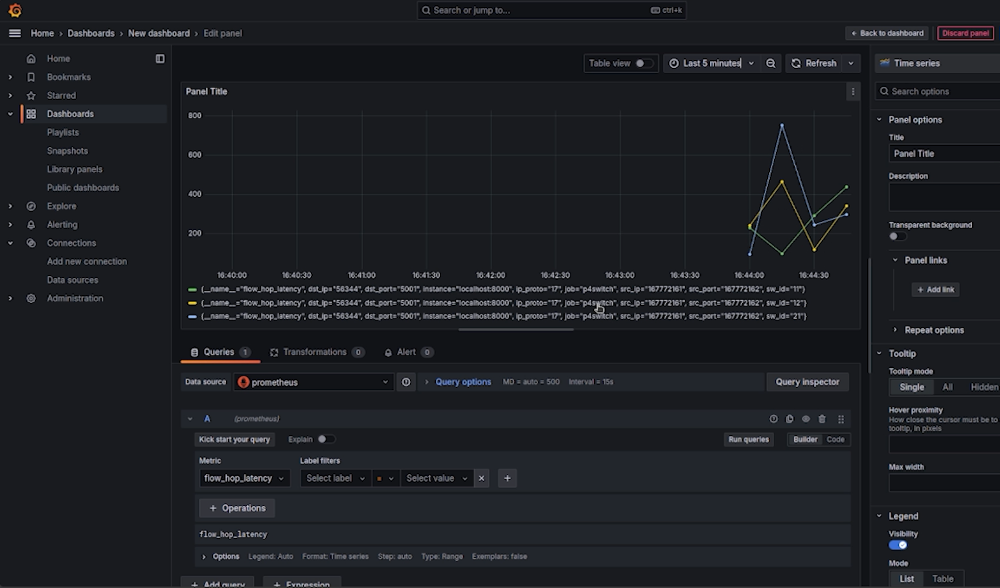 Search or jump to...
ctrl+k
Home › Dashboards › New dashboard › Edit panel
Back to dashboard
Discard panel
Home
Bookmarks
Starred
Dashboards
Playlists
Snapshots
Library panels
Public dashboards
Explore
Alerting
Connections
Add new connection
Data sources
Administration
Table view
Last 5 minutes
Refresh
Panel Title
800
600
400
200
16:40:00 16:40:30 16:41:00 16:41:30 16:42:00 16:42:30 16:43:00 16:43:30 16:44:00 16:44:30
{__name__="flow_hop_latency", dst_ip="56344", dst_port="5001", instance="localhost:8000", ip_proto="17", job="p4switch", src_ip="167772161", src_port="167772162", sw_id="11"}
{__name__="flow_hop_latency", dst_ip="56344", dst_port="5001", instance="localhost:8000", ip_proto="17", job="p4switch", src_ip="167772161", src_port="167772162", sw_id="12"}
{__name__="flow_hop_latency", dst_ip="56344", dst_port="5001", instance="localhost:8000", ip_proto="17", job="p4switch", src_ip="167772161", src_port="167772162", sw_id="21"}
Queries 1
Transformations 0
Alert 0
Data source
prometheus
Query options MD = auto = 500 Interval = 15s
Query inspector
A (prometheus)
Kick start your query
Explain
Run queries
Builder Code
Metric
Label filters
flow_hop_latency
Select label
=
Select value
+ Operations
flow_hop_latency
Options Legend: Auto Format: Time series Step: auto Type: Range Exemplars: false
+ Add query
+ Expression
Time series
Search options
Panel options
Title
Panel Title
Description
Transparent background
Panel links
+ Add link
Repeat options
Tooltip
Tooltip mode
Single All Hidden
Hover proximity
How close the cursor must be to
tooltip, in pixels
Max width
Legend
Visibility
Mode
List Table